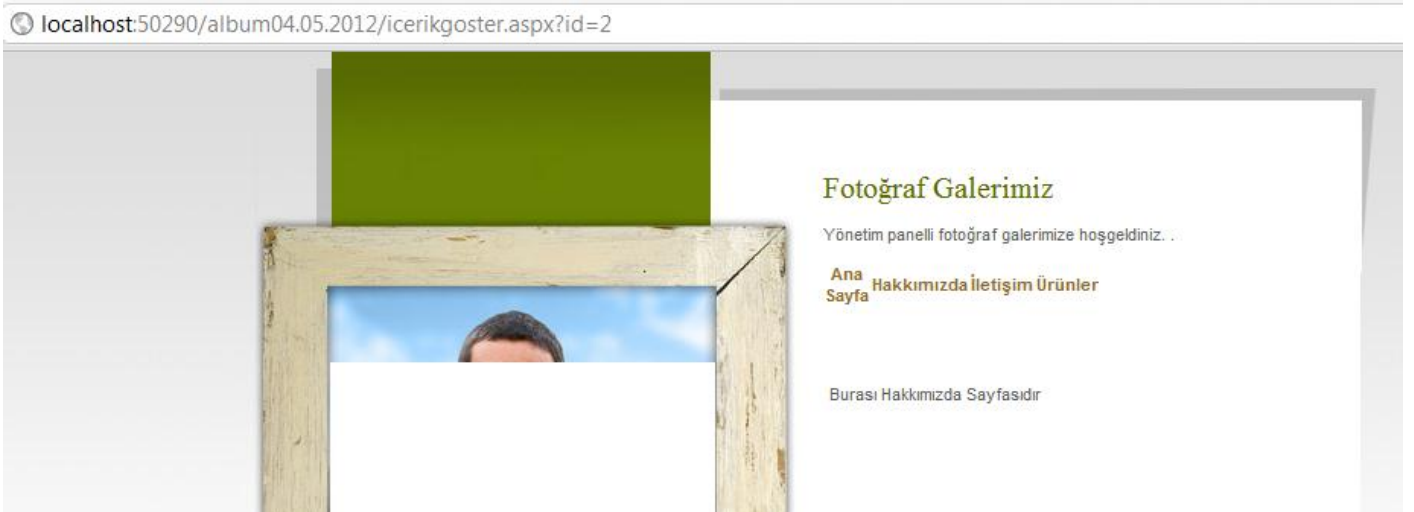 localhost:50290/album04.05.2012/icerikgoster.aspx?id=2
Fotoğraf Galerimiz
Yönetim panelli fotoğraf galerimize hoşgeldiniz. .
Ana Sayfa Hakkımızda İletişim Ürünler
Burası Hakkımızda Sayfasıdır